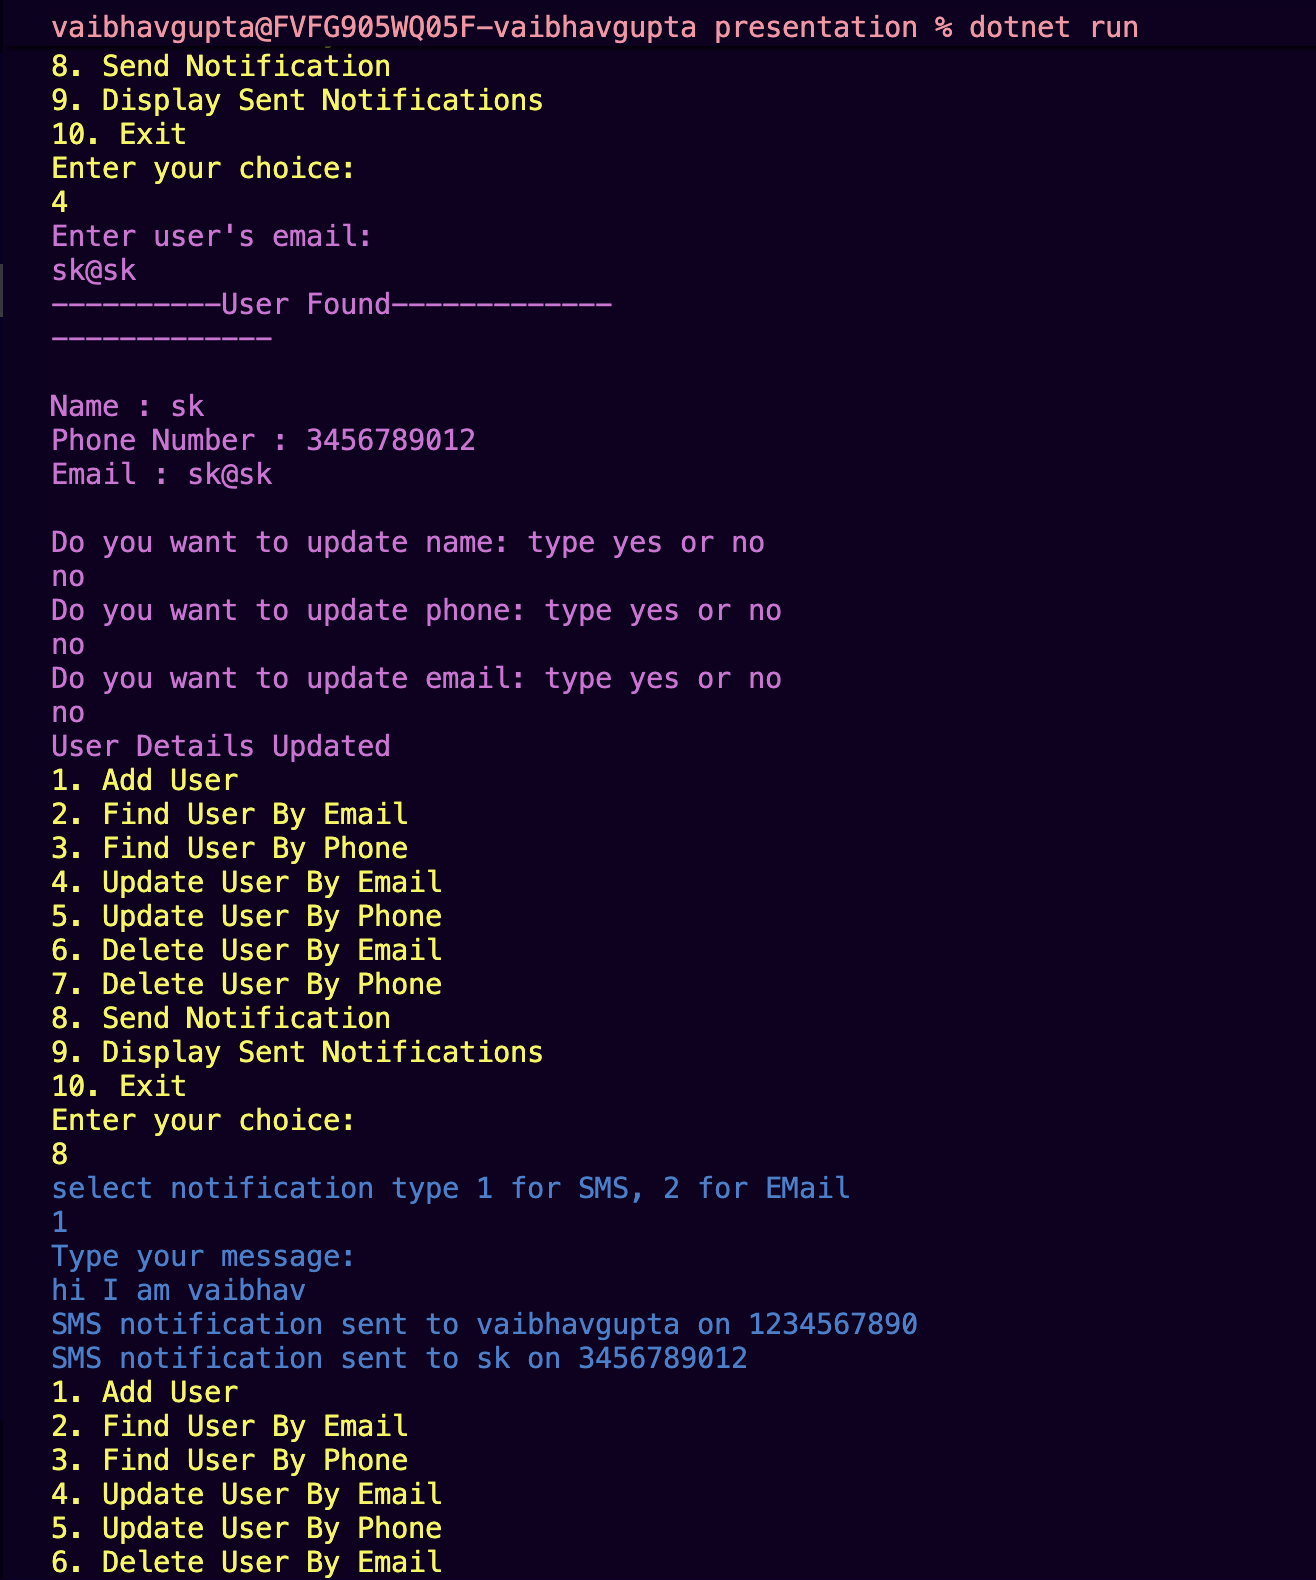 vaibhavgupta@FVFG905WQ05F-vaibhavgupta presentation % dotnet run
8. Send Notification
9. Display Sent Notifications
10. Exit
Enter your choice:
4
Enter user's email:
sk@sk
----------User Found-------------
-------------
Name : sk
Phone Number : 3456789012
Email : sk@sk
Do you want to update name: type yes or no
no
Do you want to update phone: type yes or no
no
Do you want to update email: type yes or no
no
User Details Updated
1. Add User
2. Find User By Email
3. Find User By Phone
4. Update User By Email
5. Update User By Phone
6. Delete User By Email
7. Delete User By Phone
8. Send Notification
9. Display Sent Notifications
10. Exit
Enter your choice:
8
select notification type 1 for SMS, 2 for EMail
1
Type your message:
hi I am vaibhav
SMS notification sent to vaibhavgupta on 1234567890
SMS notification sent to sk on 3456789012
1. Add User
2. Find User By Email
3. Find User By Phone
4. Update User By Email
5. Update User By Phone
6. Delete User By Email